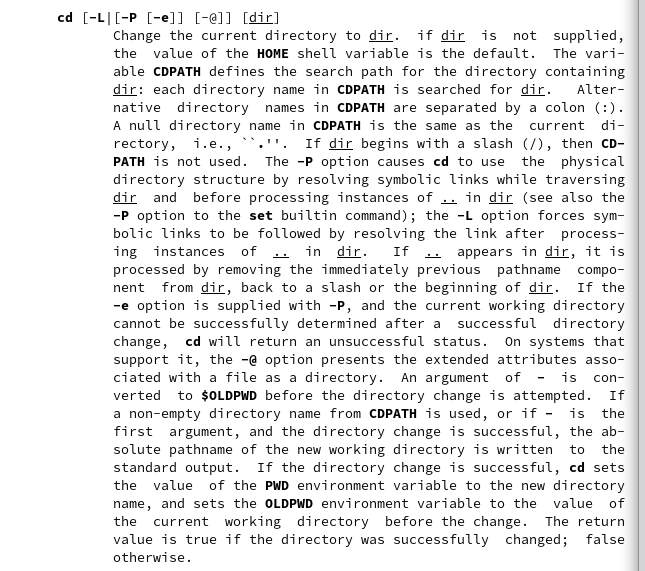 cd [-L|[-P [-e]] [-@]] [dir]
Change the current directory to dir. if dir is not supplied,
the value of the HOME shell variable is the default. The vari-
able CDPATH defines the search path for the directory containing
dir: each directory name in CDPATH is searched for dir. Alter-
native directory names in CDPATH are separated by a colon (:).
A null directory name in CDPATH is the same as the current di-
rectory, i.e., ``.''. If dir begins with a slash (/), then CD-
PATH is not used. The -P option causes cd to use the physical
directory structure by resolving symbolic links while traversing
dir and before processing instances of .. in dir (see also the
-P option to the set builtin command); the -L option forces sym-
bolic links to be followed by resolving the link after process-
ing instances of .. in dir. If .. appears in dir, it is
processed by removing the immediately previous pathname compo-
nent from dir, back to a slash or the beginning of dir. If the
-e option is supplied with -P, and the current working directory
cannot be successfully determined after a successful directory
change, cd will return an unsuccessful status. On systems that
support it, the -@ option presents the extended attributes asso-
ciated with a file as a directory. An argument of - is con-
verted to $OLDPWD before the directory change is attempted. If
a non-empty directory name from CDPATH is used, or if - is the
first argument, and the directory change is successful, the ab-
solute pathname of the new working directory is written to the
standard output. If the directory change is successful, cd sets
the value of the PWD environment variable to the new directory
name, and sets the OLDPWD environment variable to the value of
the current working directory before the change. The return
value is true if the directory was successfully changed; false
otherwise.